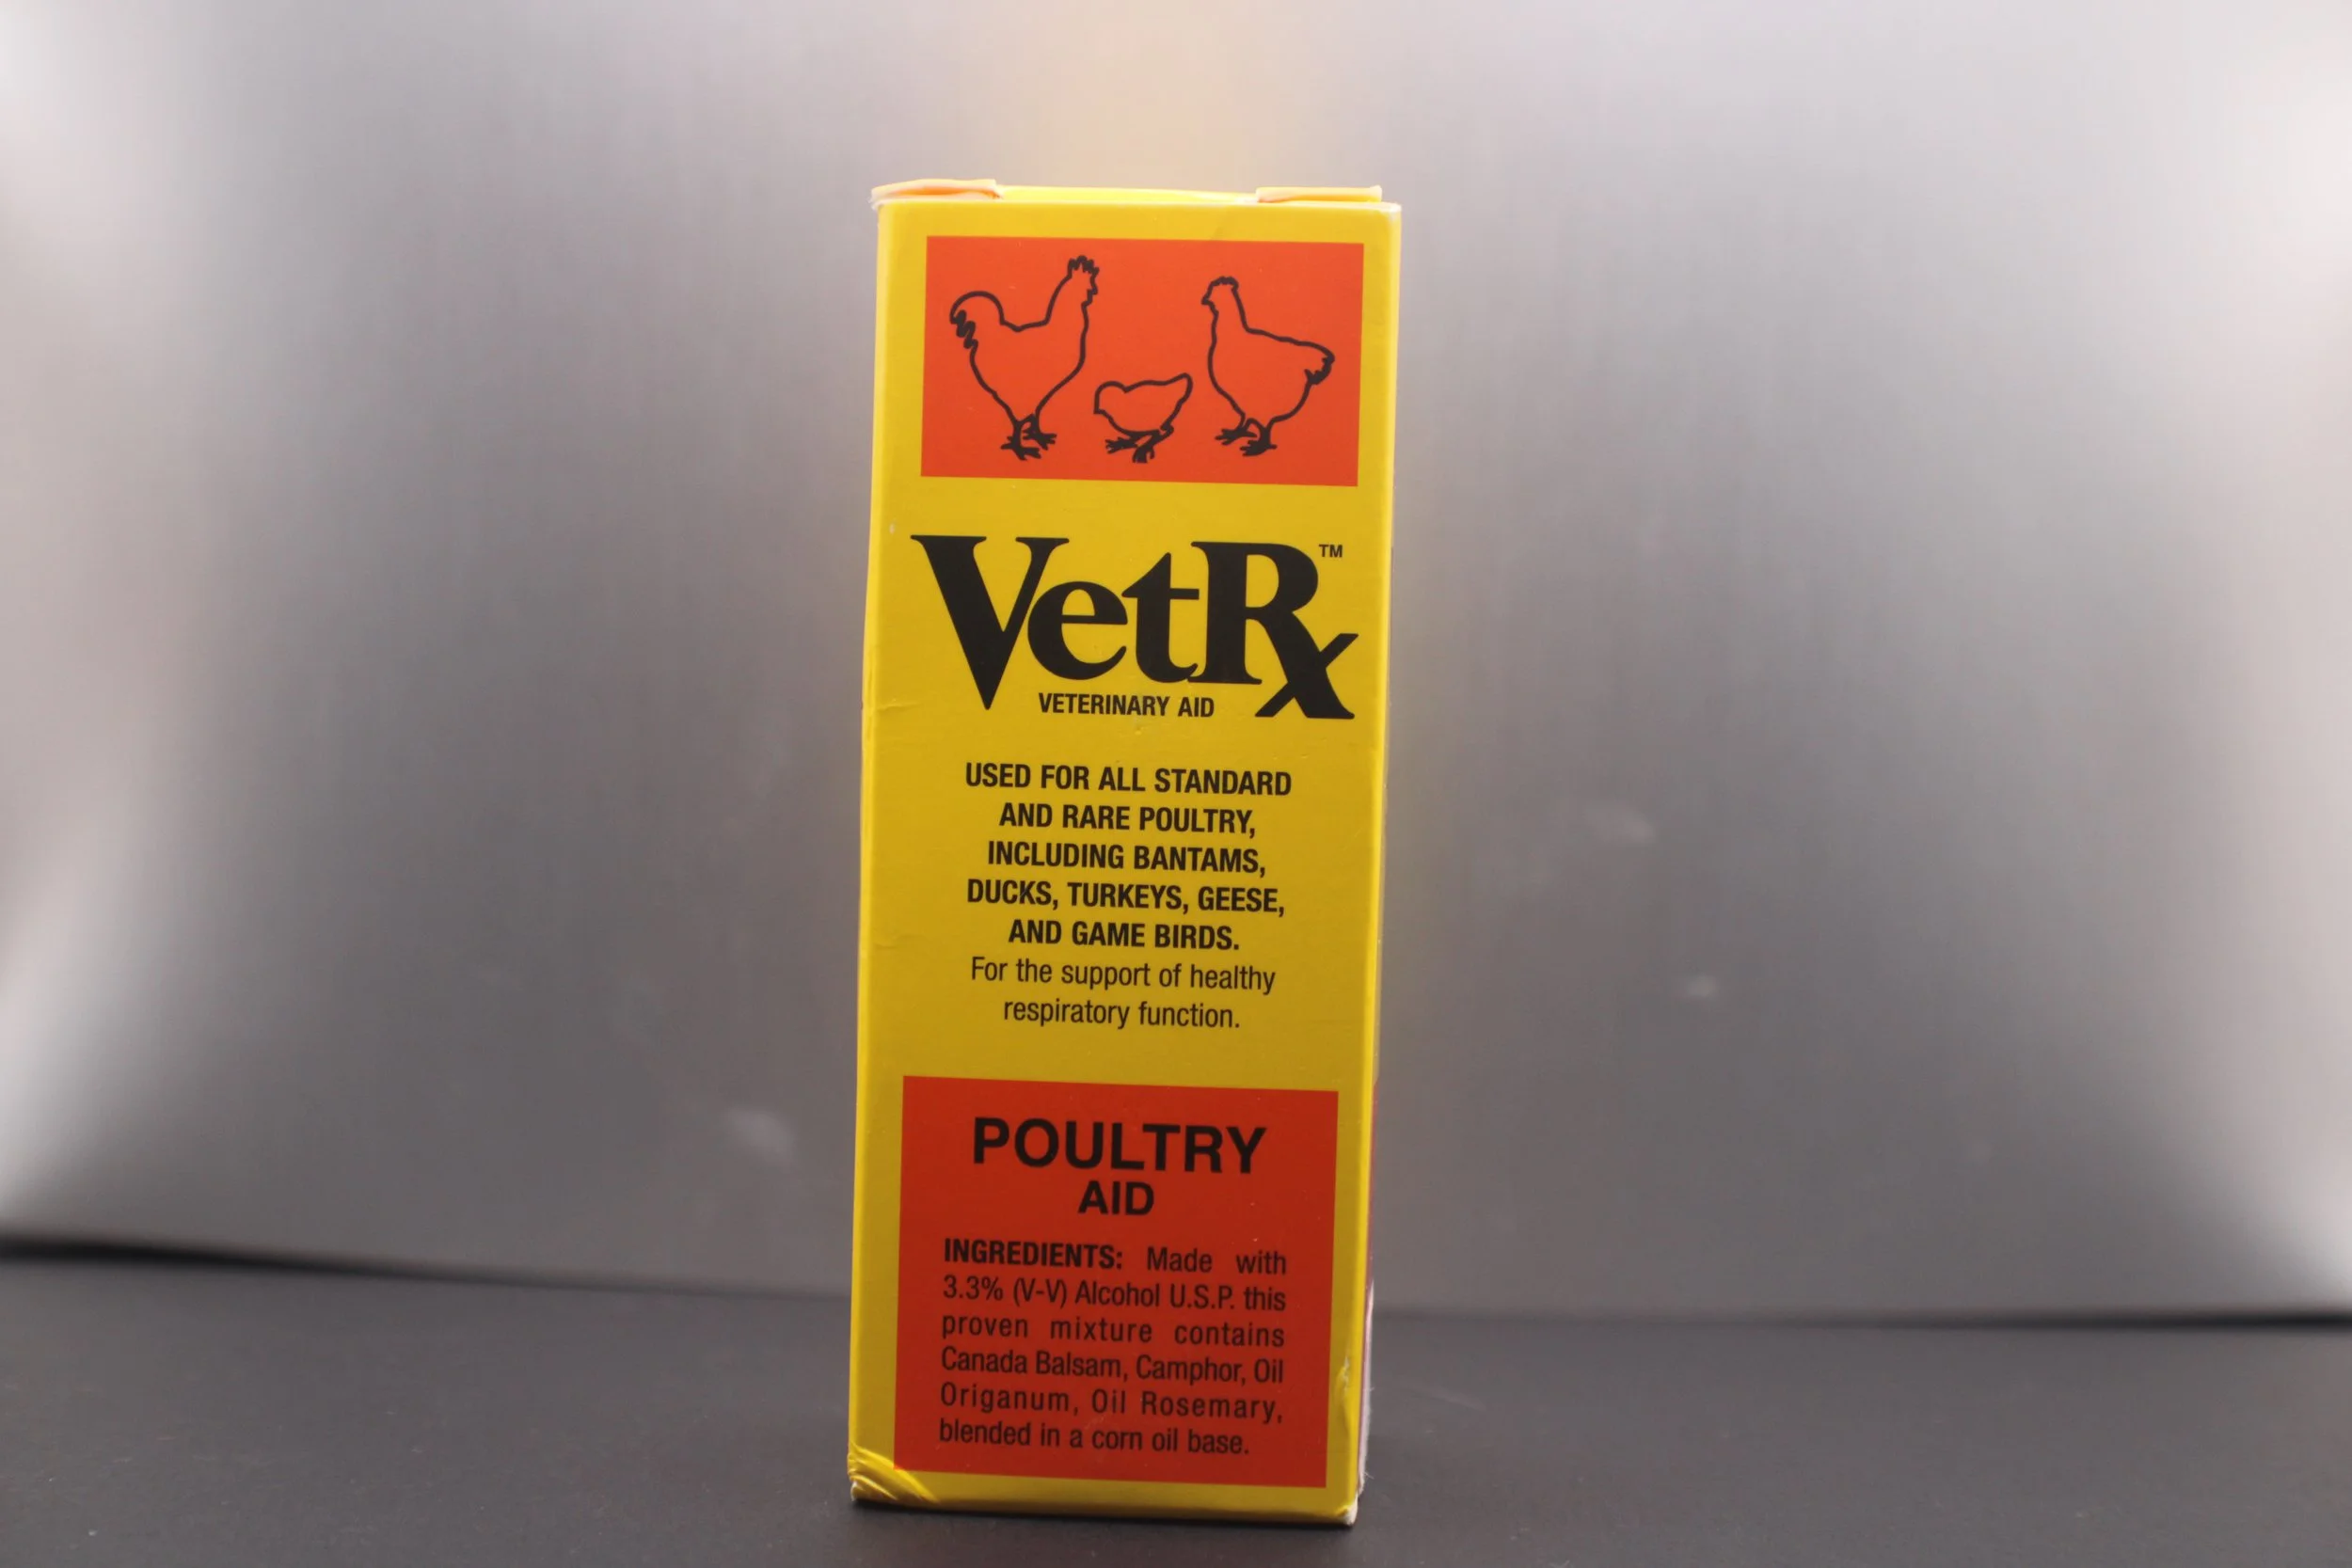 VetRx™
VETERINARY AID
USED FOR ALL STANDARD
AND RARE POULTRY,
INCLUDING BANTAMS,
DUCKS, TURKEYS, GEESE,
AND GAME BIRDS.
For the support of healthy
respiratory function.
POULTRY
AID
INGREDIENTS: Made with
3.3% (V-V) Alcohol U.S.P. this
proven mixture contains
Canada Balsam, Camphor, Oil
Origanum, Oil Rosemary,
blended in a corn oil base.